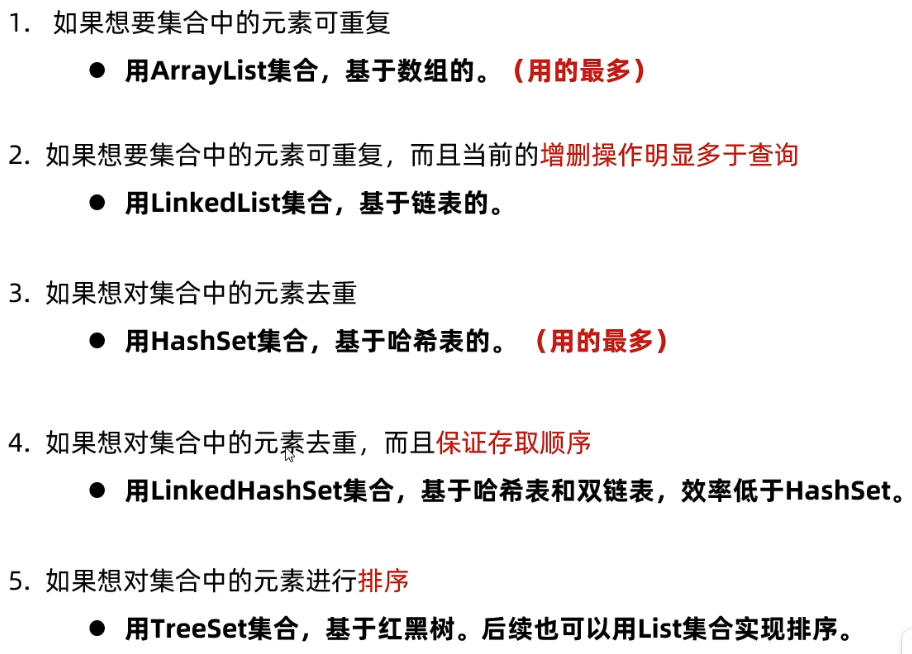 1. 如果想要集合中的元素可重复
● 用ArrayList集合，基于数组的。（用的最多）
2. 如果想要集合中的元素可重复，而且当前的增删操作明显多于查询
● 用LinkedList集合，基于链表的。
3. 如果想对集合中的元素去重
● 用HashSet集合，基于哈希表的。（用的最多）
4. 如果想对集合中的元素去重，而且保证存取顺序
● 用LinkedHashSet集合，基于哈希表和双链表，效率低于HashSet。
5. 如果想对集合中的元素进行排序
● 用TreeSet集合，基于红黑树。后续也可以用List集合实现排序。